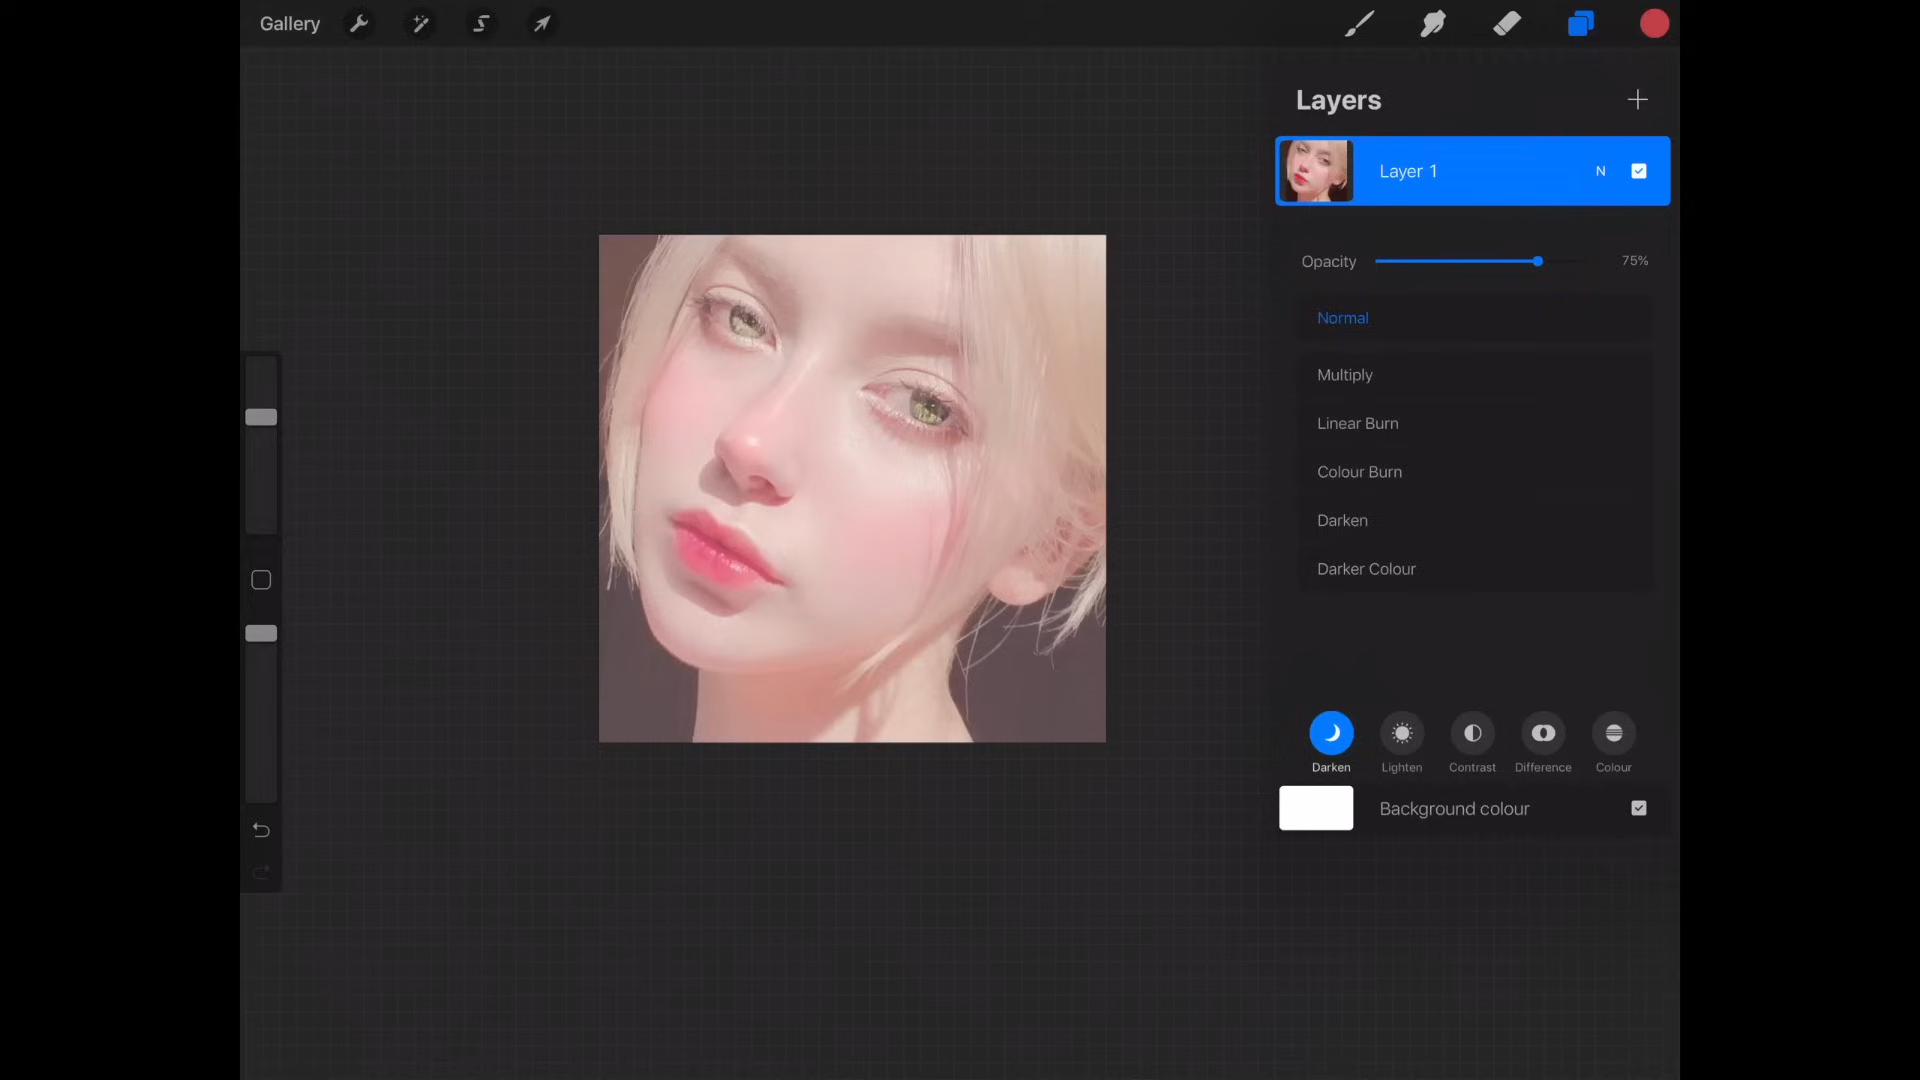 Gallery
Layers
Layer 1 N
Opacity 75%
Normal
Multiply
Linear Burn
Colour Burn
Darken
Darker Colour
Darken Lighten Contrast Difference Colour
Background colour